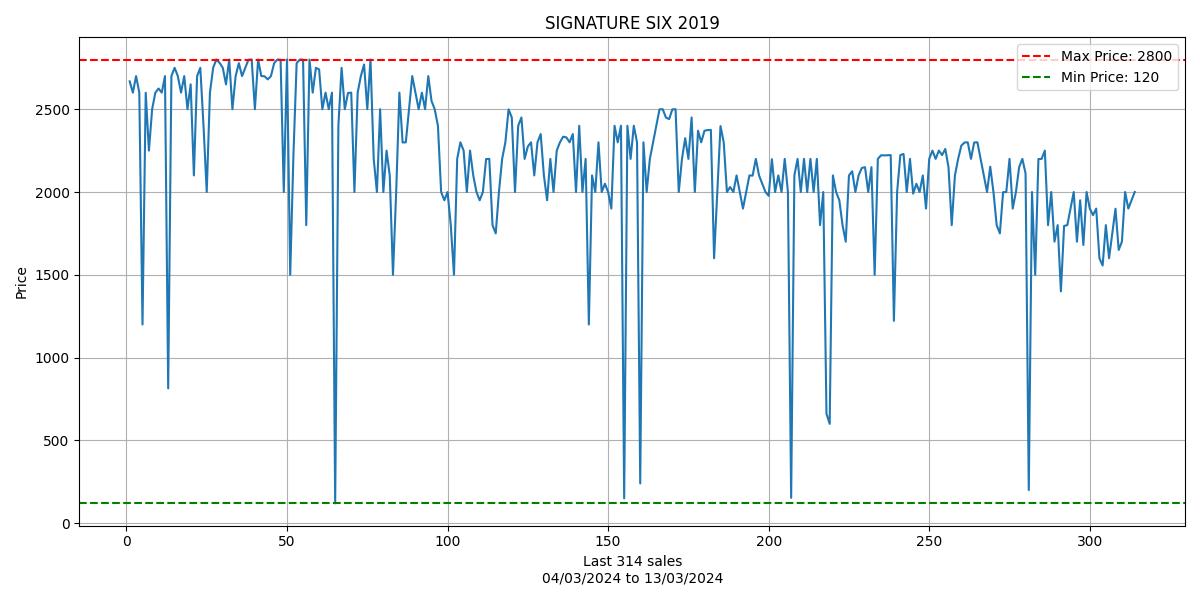 SIGNATURE SIX 2019
Max Price: 2800
Min Price: 120
Price
2500
2000
1500
1000
500
0
0 50 100 150 200 250 300
Last 314 sales
04/03/2024 to 13/03/2024